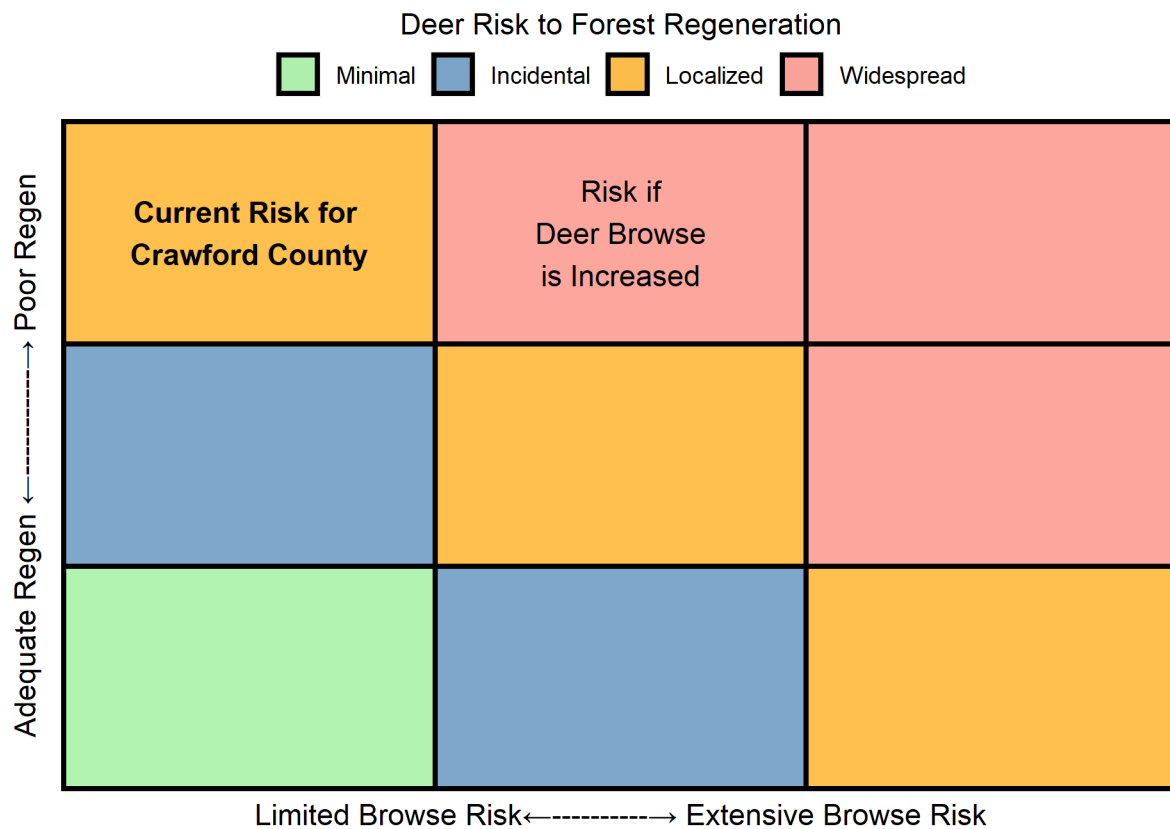 Deer Risk to Forest Regeneration
Minimal
Incidental
Localized
Widespread
Current Risk for
Crawford County
Risk if
Deer Browse
is Increased
Adequate Regen ←------------→ Poor Regen
Limited Browse Risk←-----------→ Extensive Browse Risk